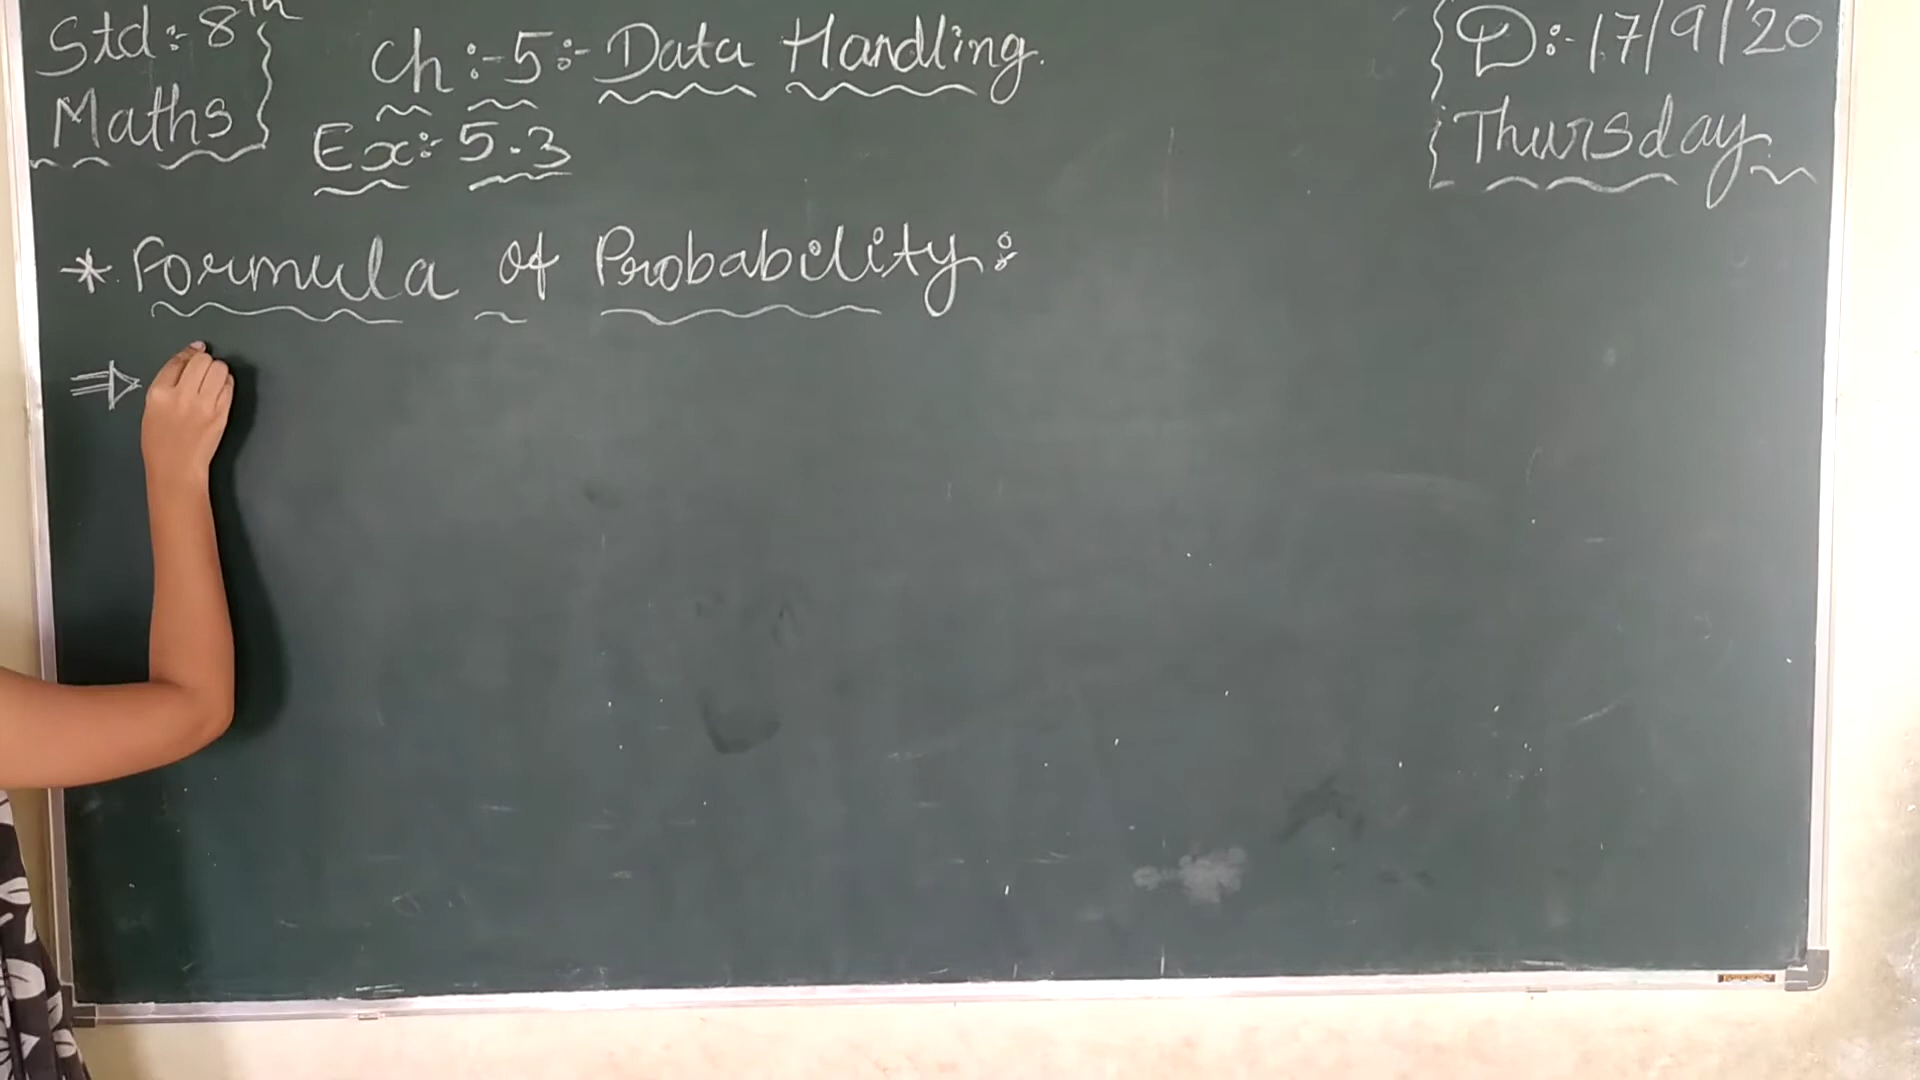 Std:- 8th
Maths
Ch:- 5:- Data Handling.
Ex:- 5.3
D:- 17/9/20
Thursday
* Formula of Probability:-
⇒